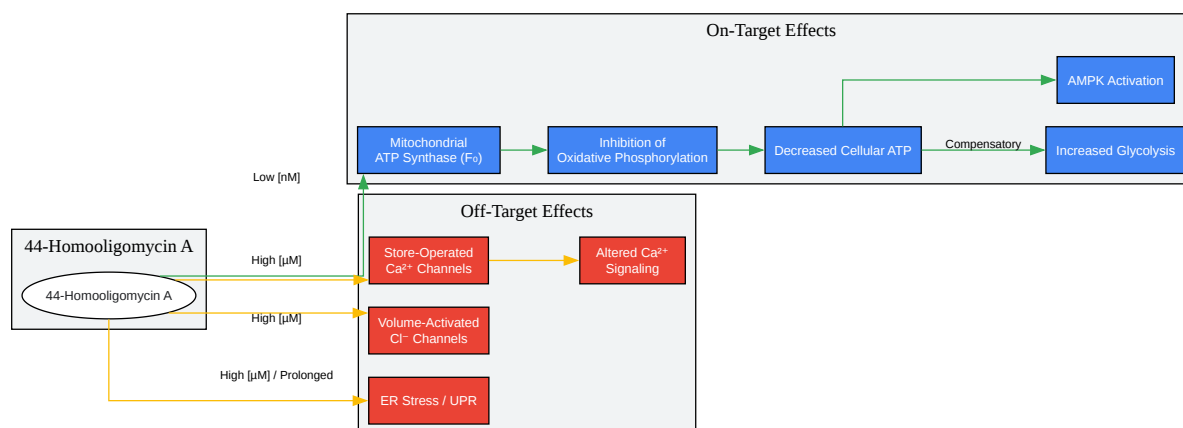 On-Target Effects
AMPK Activation
Mitochondrial
ATP Synthase (F₀)
Inhibition of
Oxidative Phosphorylation
Decreased Cellular ATP
Compensatory
Increased Glycolysis
Low [nM]
Off-Target Effects
44-Homooligomycin A
44-Homooligomycin A
High [µM]
Store-Operated
Ca²⁺ Channels
Altered Ca²⁺
Signaling
High [µM]
Volume-Activated
Cl⁻ Channels
High [µM] / Prolonged
ER Stress / UPR